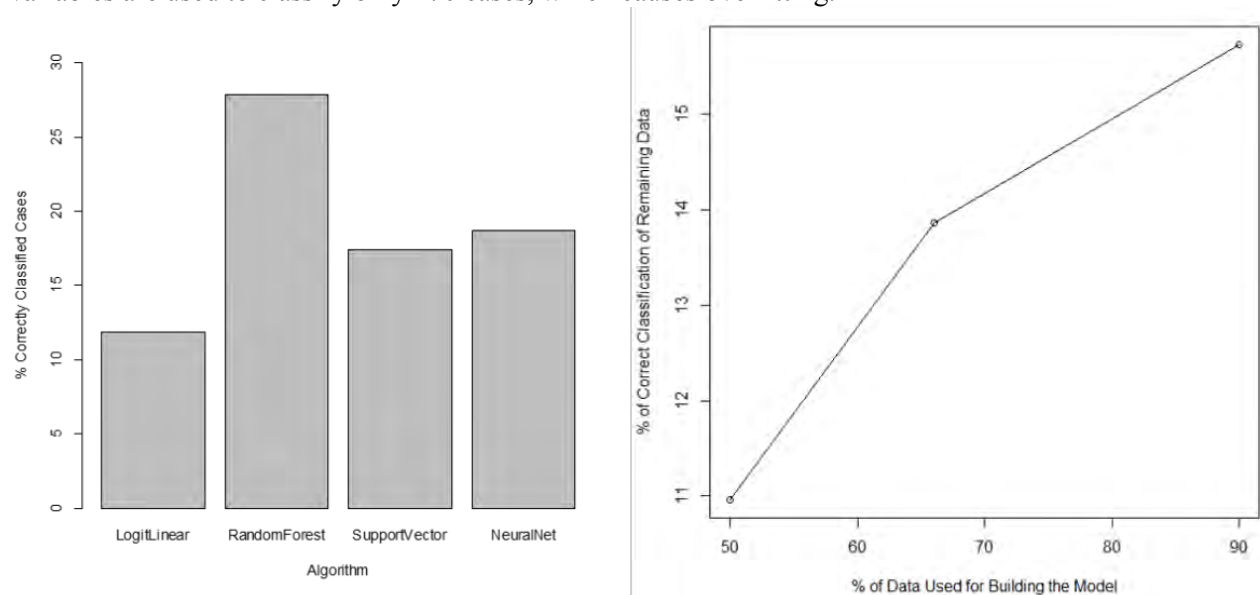 % Correctly Classified Cases
30
25
20
15
10
5
0
LogitLinear RandomForest SupportVector NeuralNet
Algorithm
% of Correct Classification of Remaining Data
15
14
13
12
11
50 60 70 80 90
% of Data Used for Building the Model